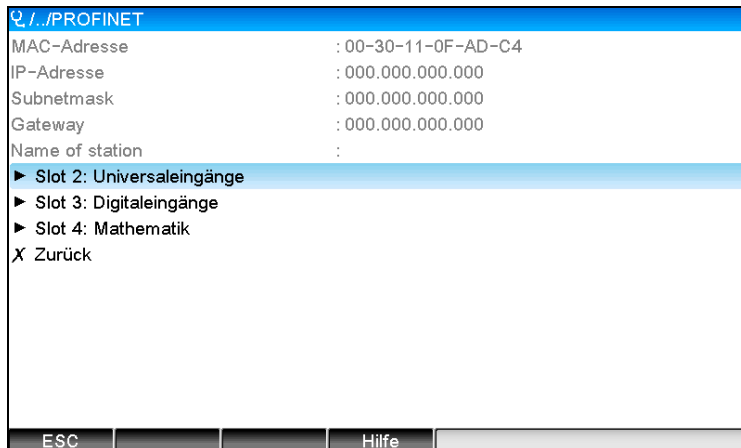 /../PROFINET
MAC-Adresse : 00-30-11-0F-AD-C4
IP-Adresse : 000.000.000.000
Subnetmask : 000.000.000.000
Gateway : 000.000.000.000
Name of station :
► Slot 2: Universaleingänge
► Slot 3: Digitaleingänge
► Slot 4: Mathematik
X Zurück
ESC Hilfe